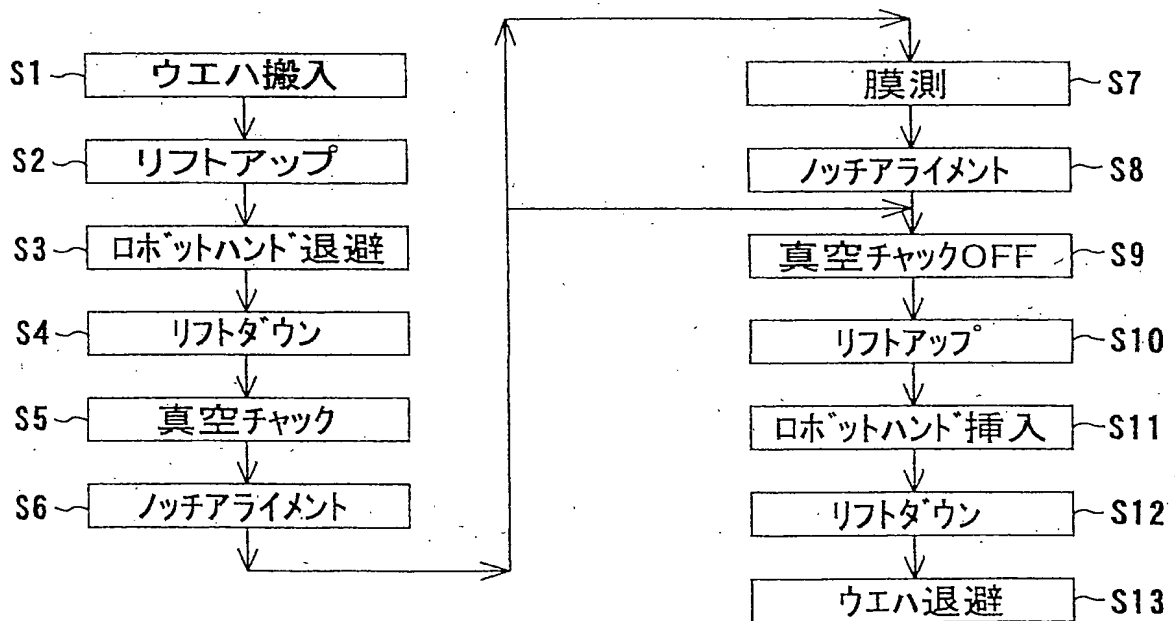 S1 ウエハ搬入
S2 リフトアップ
S3 ロボットハンド退避
S4 リフトダウン
S5 真空チャック
S6 ノッチアライメント
膜測 S7
ノッチアライメント S8
真空チャックOFF S9
リフトアップ S10
ロボットハンド挿入 S11
リフトダウン S12
ウエハ退避 S13